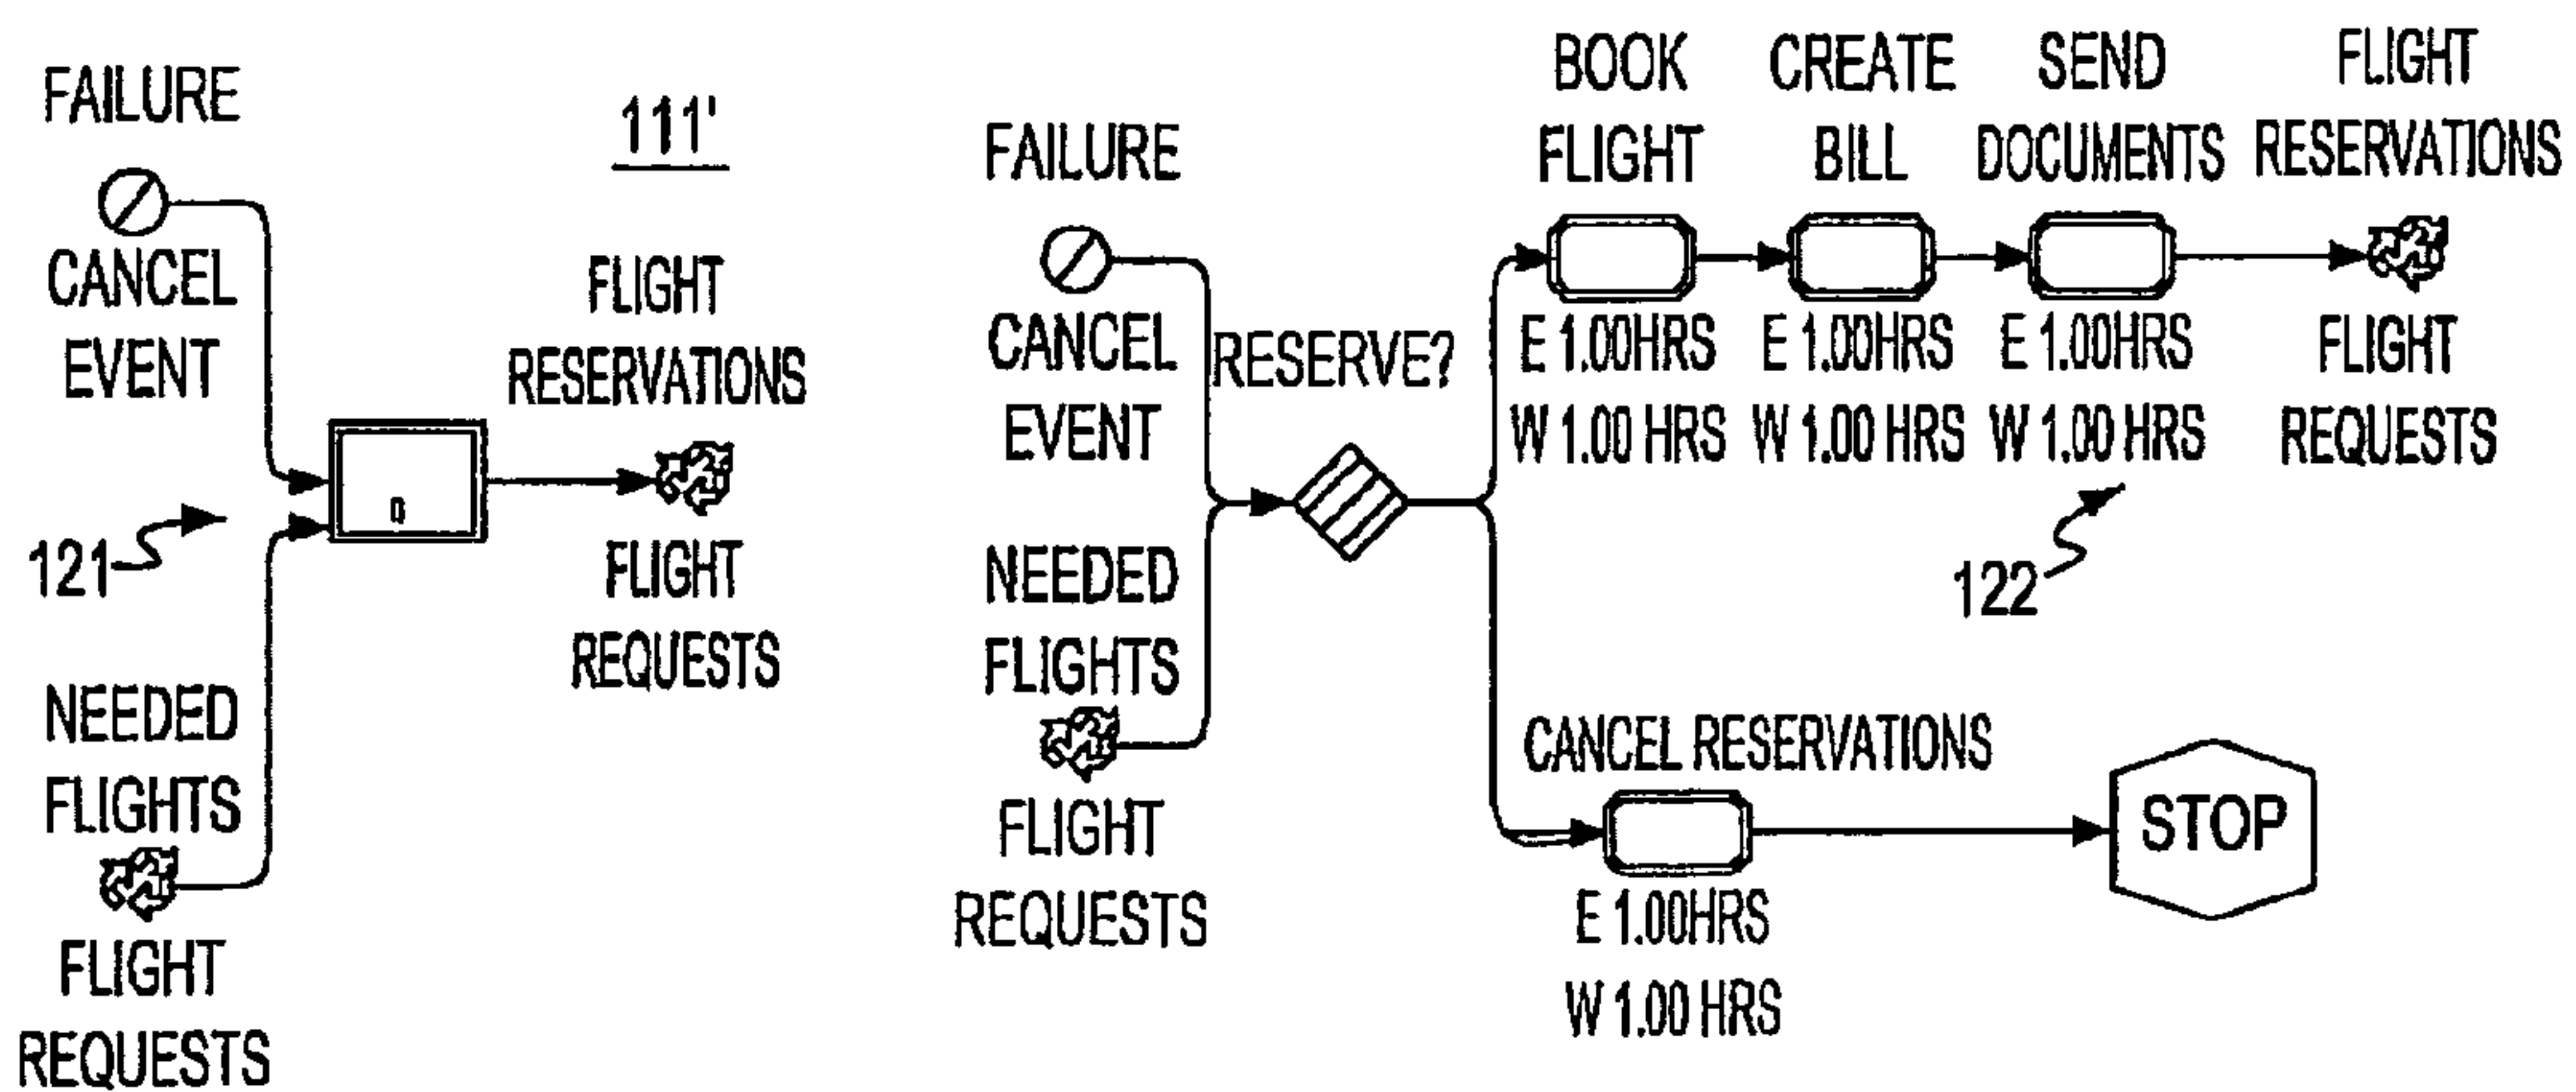 FAILURE
CANCEL
EVENT
111'
FLIGHT
RESERVATIONS
FLIGHT
REQUESTS
121
NEEDED
FLIGHTS
FLIGHT
REQUESTS
FAILURE
CANCEL
EVENT
RESERVE?
NEEDED
FLIGHTS
FLIGHT
REQUESTS
BOOK
FLIGHT
E 1.00HRS
W 1.00 HRS
CREATE
BILL
E 1.00HRS
W 1.00 HRS
SEND
DOCUMENTS
E 1.00HRS
W 1.00 HRS
FLIGHT
RESERVATIONS
FLIGHT
REQUESTS
122
CANCEL RESERVATIONS
E 1.00HRS
W 1.00 HRS
STOP